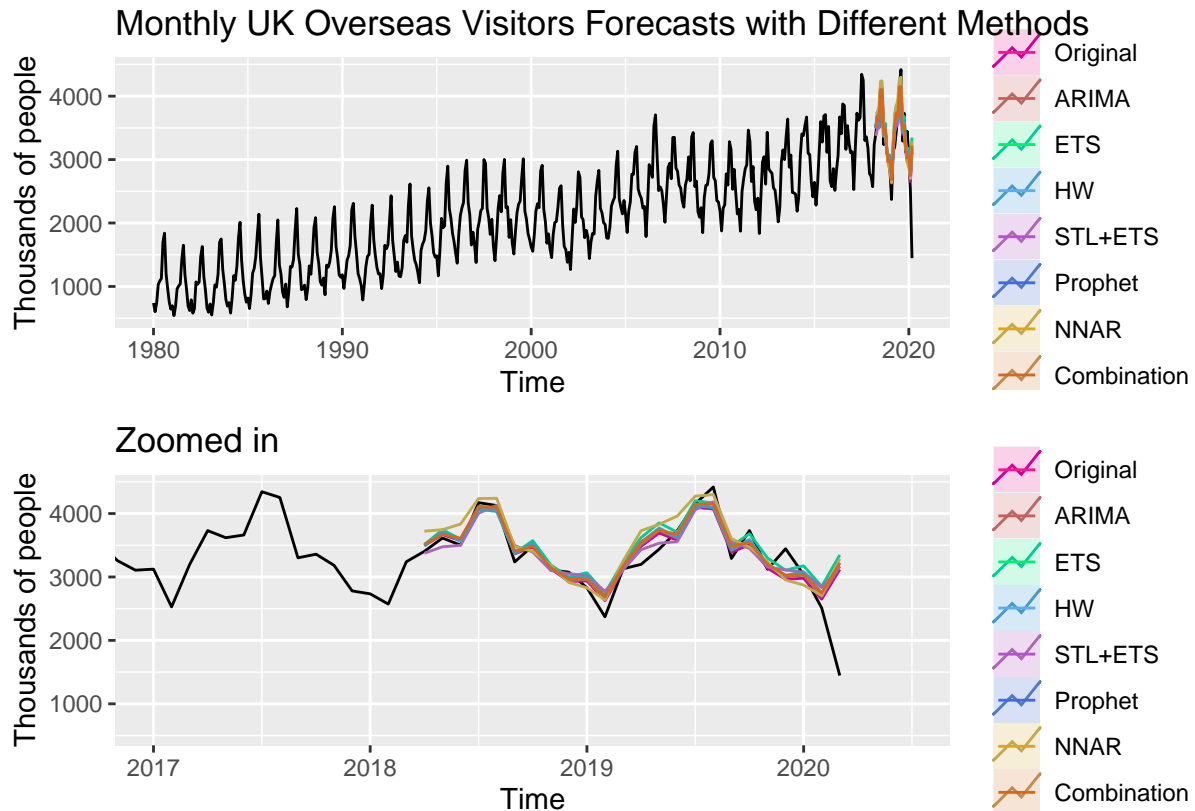 Monthly UK Overseas Visitors Forecasts with Different Methods
Thousands of people
4000
3000
2000
1000
1980
1990
2000
2010
2020
Time
Original
ARIMA
ETS
HW
STL+ETS
Prophet
NNAR
Combination
Zoomed in
Thousands of people
4000
3000
2000
1000
2017
2018
2019
2020
Time
Original
ARIMA
ETS
HW
STL+ETS
Prophet
NNAR
Combination